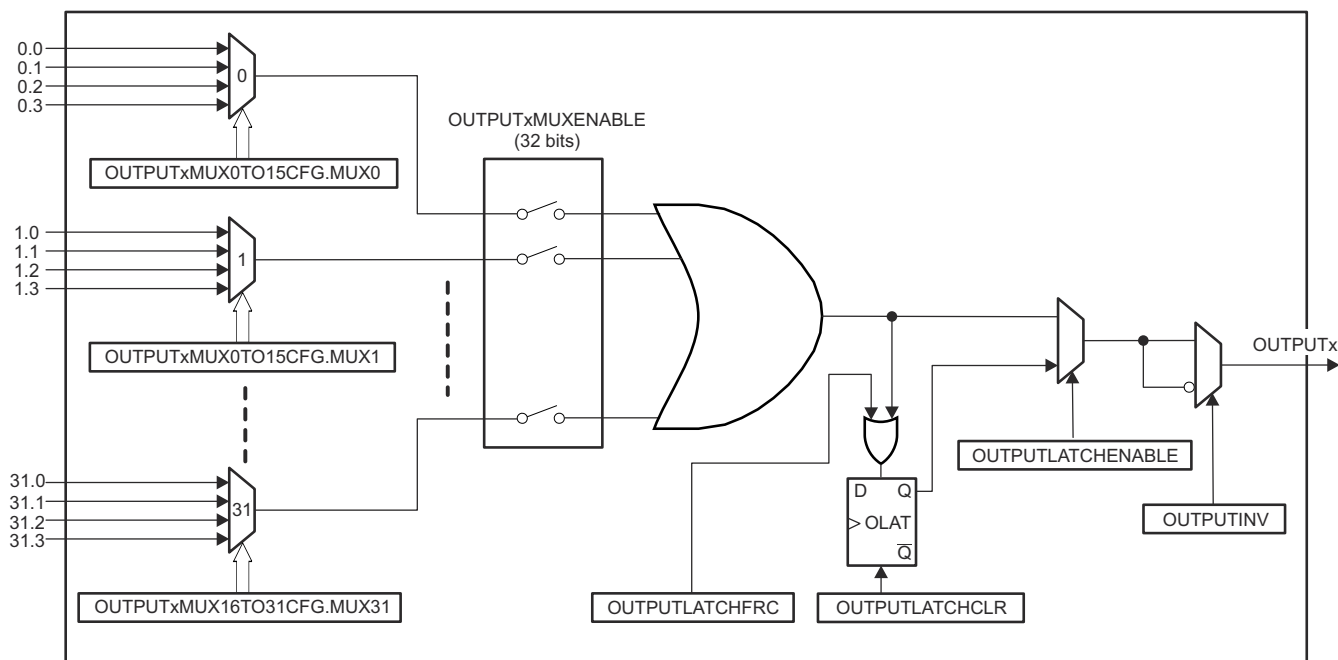 0.0
0.1
0.2
0.3
0
OUTPUTxMUX0TO15CFG.MUX0
OUTPUTxMUXENABLE
(32 bits)
1.0
1.1
1.2
1.3
1
OUTPUTxMUX0TO15CFG.MUX1
31.0
31.1
31.2
31.3
31
OUTPUTxMUX16TO31CFG.MUX31
OUTPUTLATCHFRC
D Q
OLAT
Q̅
OUTPUTLATCHCLR
OUTPUTLATCHENABLE
OUTPUTINV
OUTPUTx